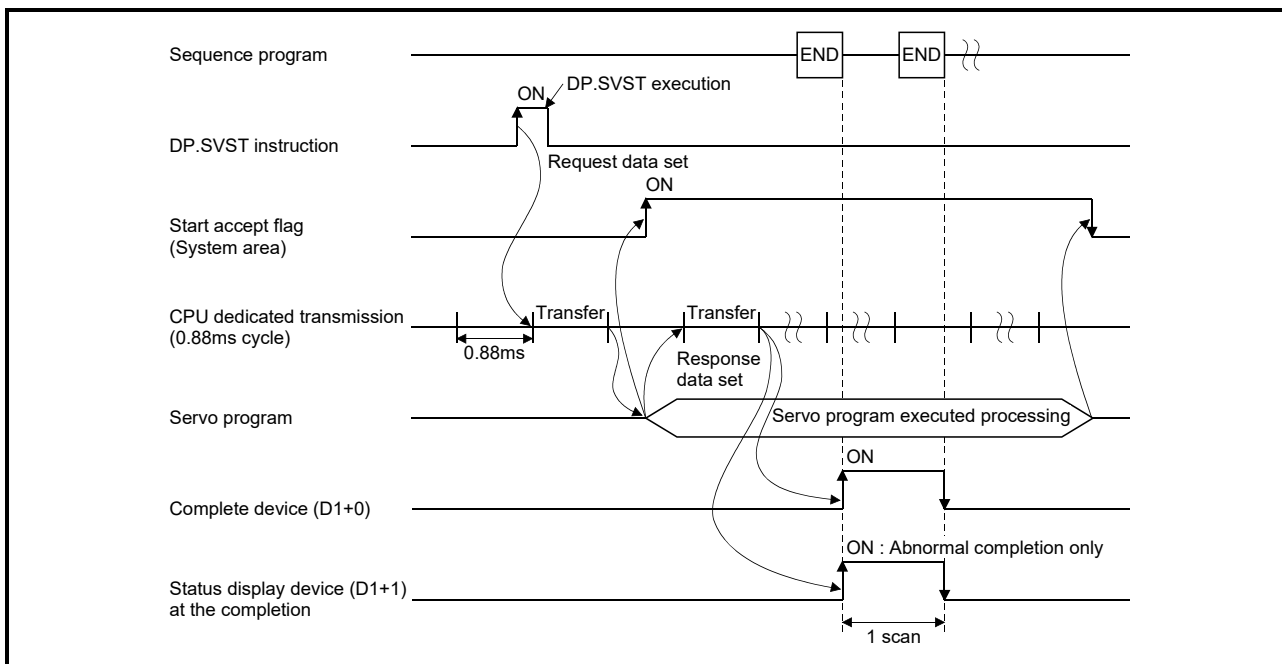 Sequence program
END
END
ON
DP.SVST execution
DP.SVST instruction
Request data set
ON
Start accept flag
(System area)
CPU dedicated transmission
(0.88ms cycle)
Transfer
Transfer
0.88ms
Response
data set
Servo program
Servo program executed processing
ON
Complete device (D1+0)
ON : Abnormal completion only
Status display device (D1+1)
at the completion
1 scan